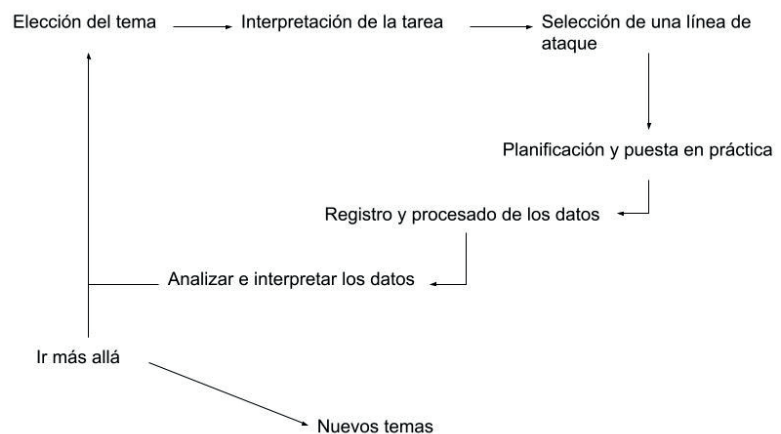 Elección del tema
Interpretación de la tarea
Selección de una línea de
ataque
Planificación y puesta en práctica
Registro y procesado de los datos
Analizar e interpretar los datos
Ir más allá
Nuevos temas